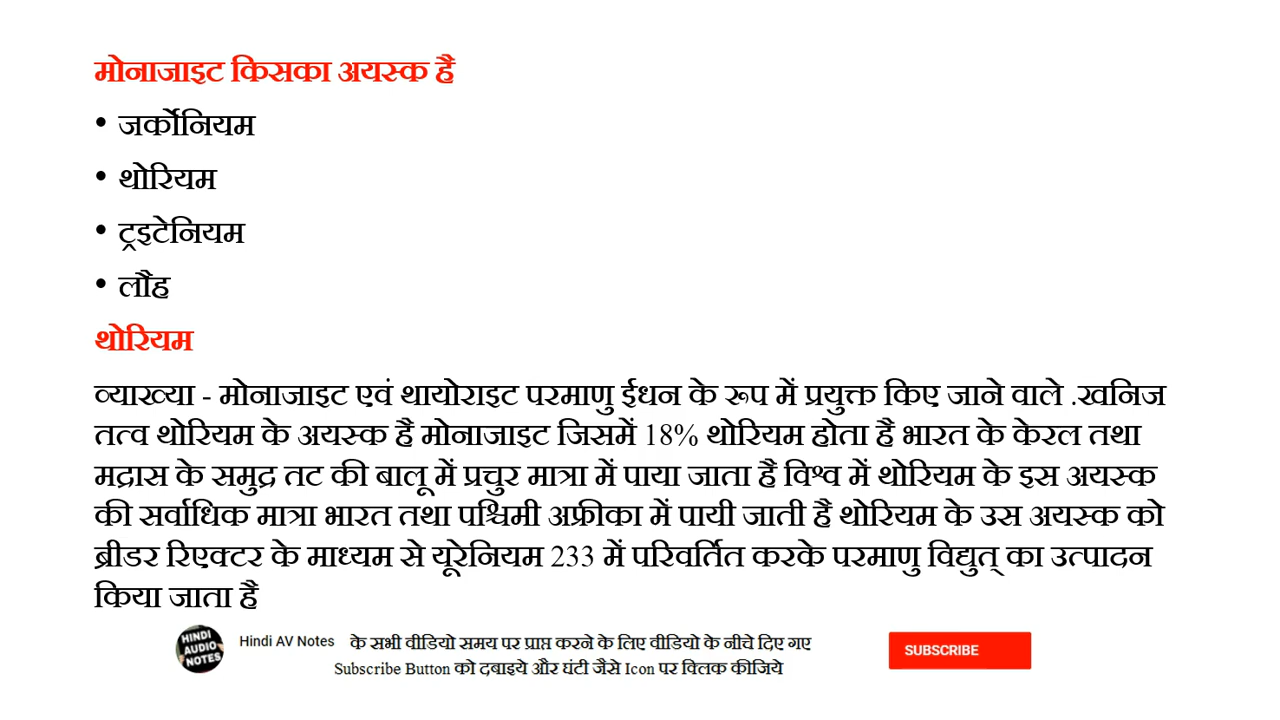 मोनाजाइट किसका अयस्क है
• जर्कोनियम
• थोरियम
• ट्रइटेनियम
• लौह
थोरियम
व्याख्या - मोनाजाइट एवं थायोराइट परमाणु ईधन के रूप में प्रयुक्त किए जाने वाले .खनिज
तत्व थोरियम के अयस्क है मोनाजाइट जिसमें 18% थोरियम होता है भारत के केरल तथा
मद्रास के समुद्र तट की बालू में प्रचुर मात्रा में पाया जाता है विश्व में थोरियम के इस अयस्क
की सर्वाधिक मात्रा भारत तथा पश्चिमी अफ्रीका में पायी जाती है थोरियम के उस अयस्क को
ब्रीडर रिएक्टर के माध्यम से यूरेनियम 233 में परिवर्तित करके परमाणु विद्युत् का उत्पादन
किया जाता है
HINDI
AUDIO
NOTES
Hindi AV Notes के सभी वीडियो समय पर प्राप्त करने के लिए वीडियो के नीचे दिए गए
Subscribe Button को दबाइये और घंटी जैसे Icon पर क्लिक कीजिये
SUBSCRIBE